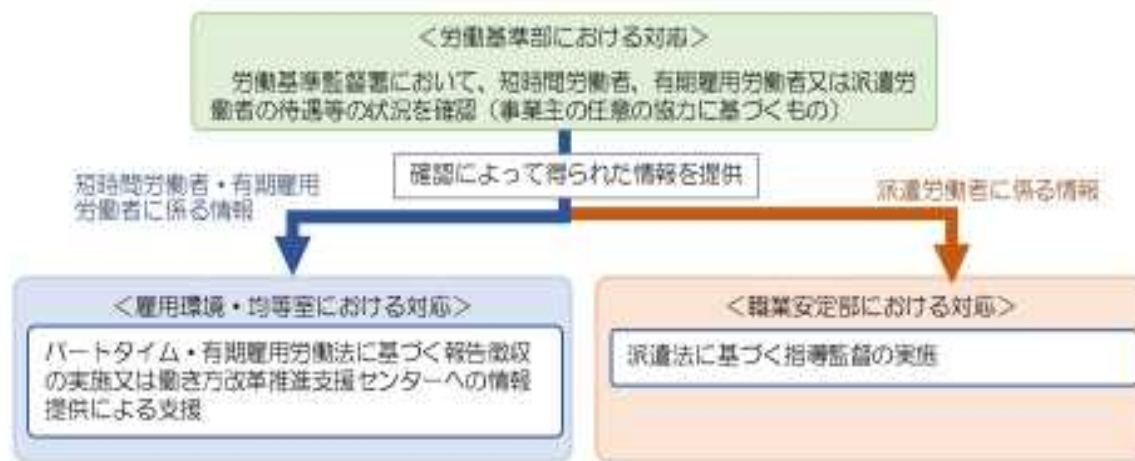 ＜労働基準部における対応＞
労働基準監督署において、短時間労働者、有期雇用労働者又は派遣労
働者の待遇等の状況を確認（事業主の任意の協力に基づくもの）
確認によって得られた情報を提供
短時間労働者・有期雇用
労働者に係る情報
派遣労働者に係る情報
＜雇用環境・均等室における対応＞
パートタイム・有期雇用労働法に基づく報告徴収
の実施又は働き方改革推進支援センターへの情報
提供による支援
＜職業安定部における対応＞
派遣法に基づく指導監督の実施